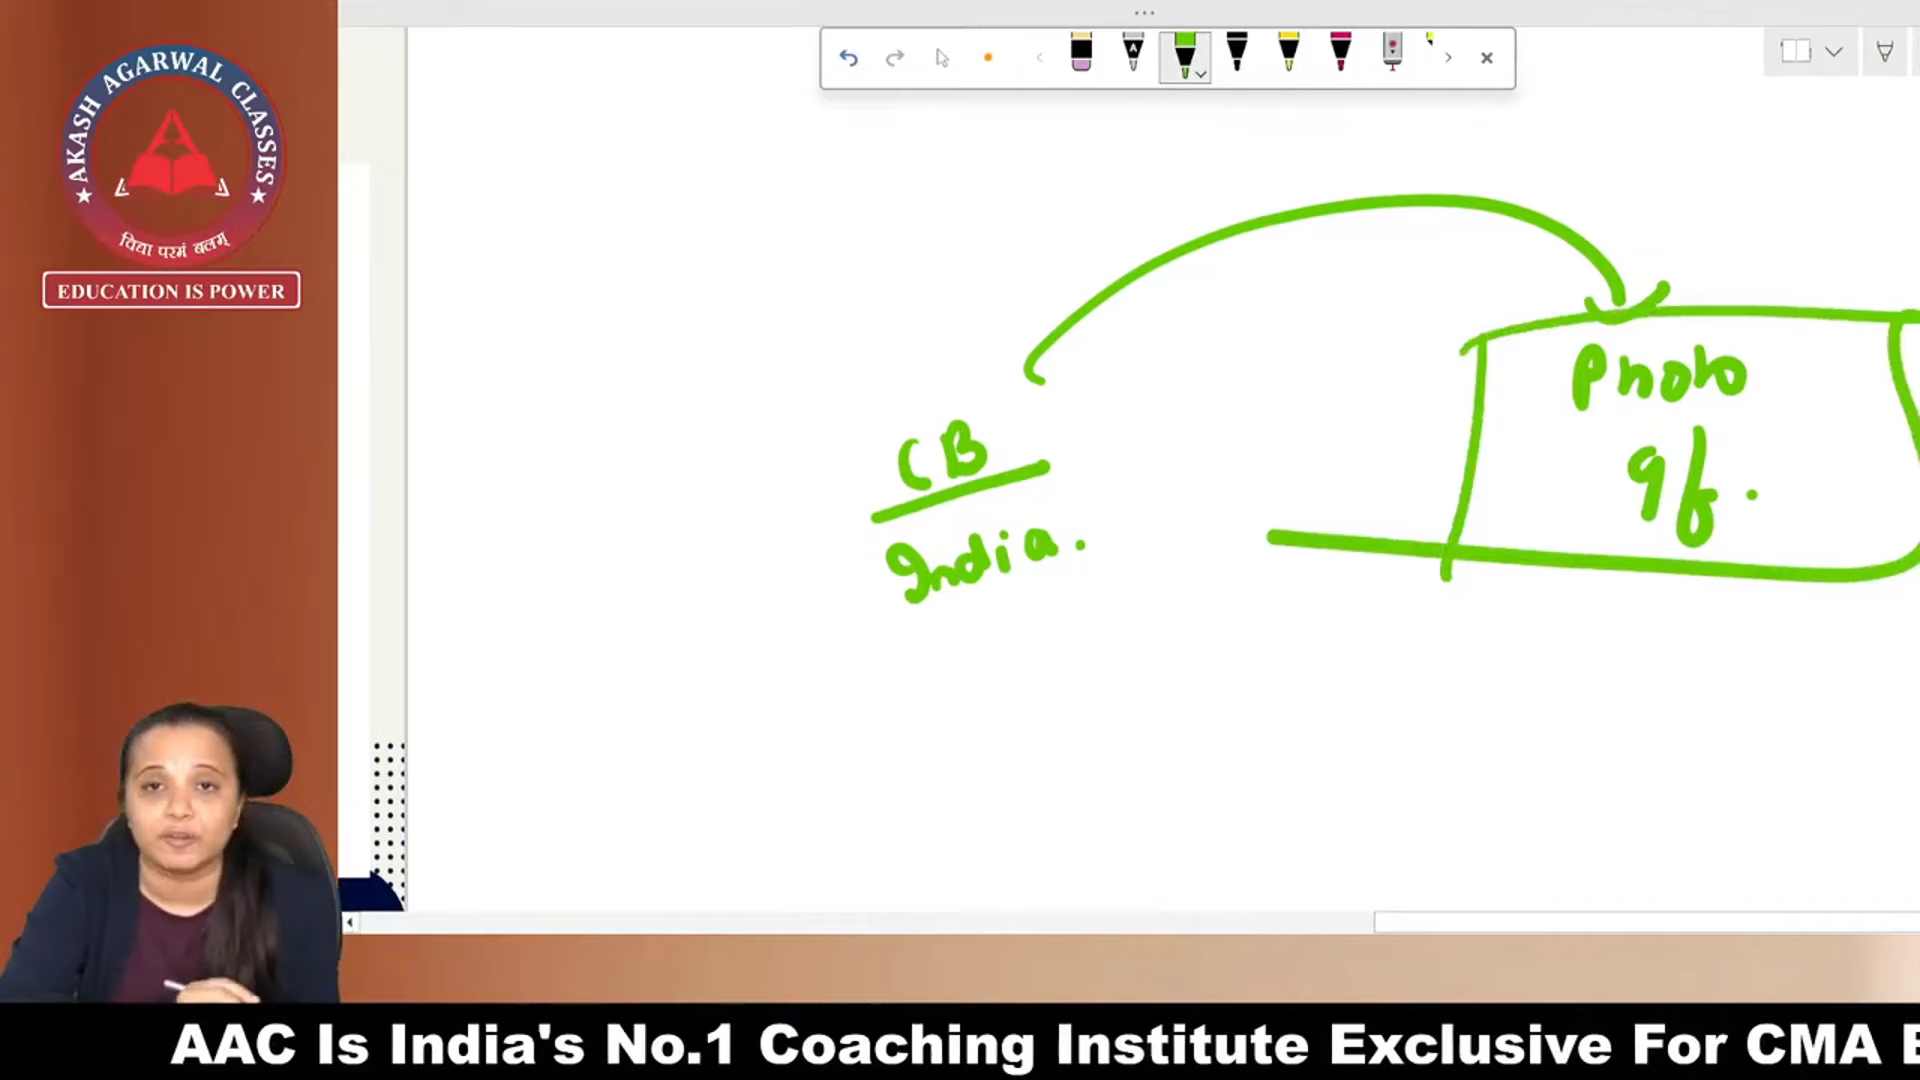 AKASH AGARWAL CLASSES
विद्या परमं बलम्
EDUCATION IS POWER
A
Photo
CB
India.
AAC Is India's No.1 Coaching Institute Exclusive For CMA E